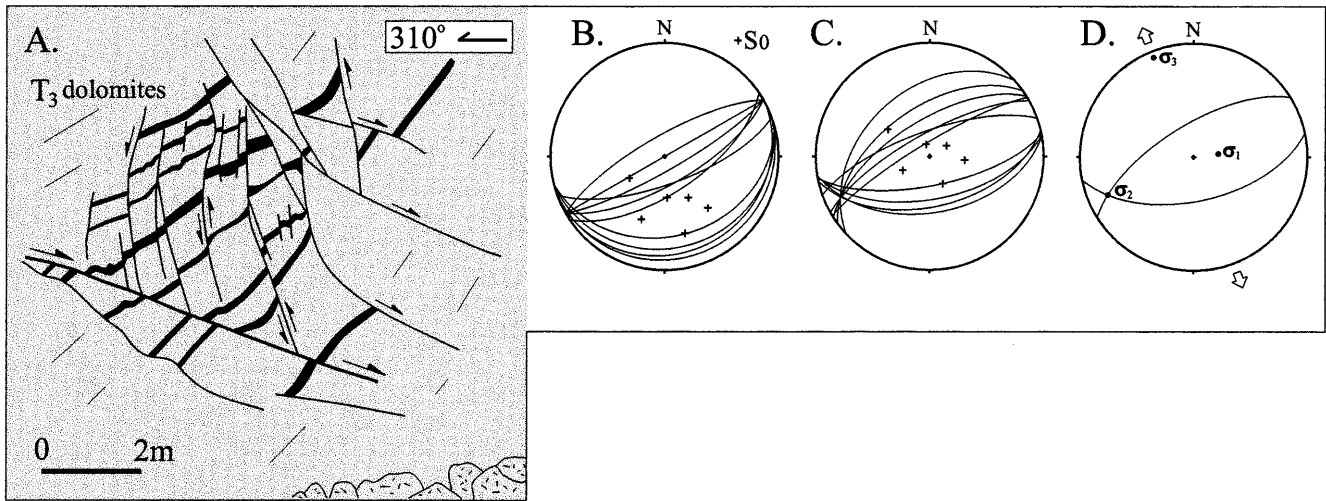 A.
310°
T3 dolomites
0 2m
B.
N
+S0
C.
N
D.
N
σ3
σ1
σ2